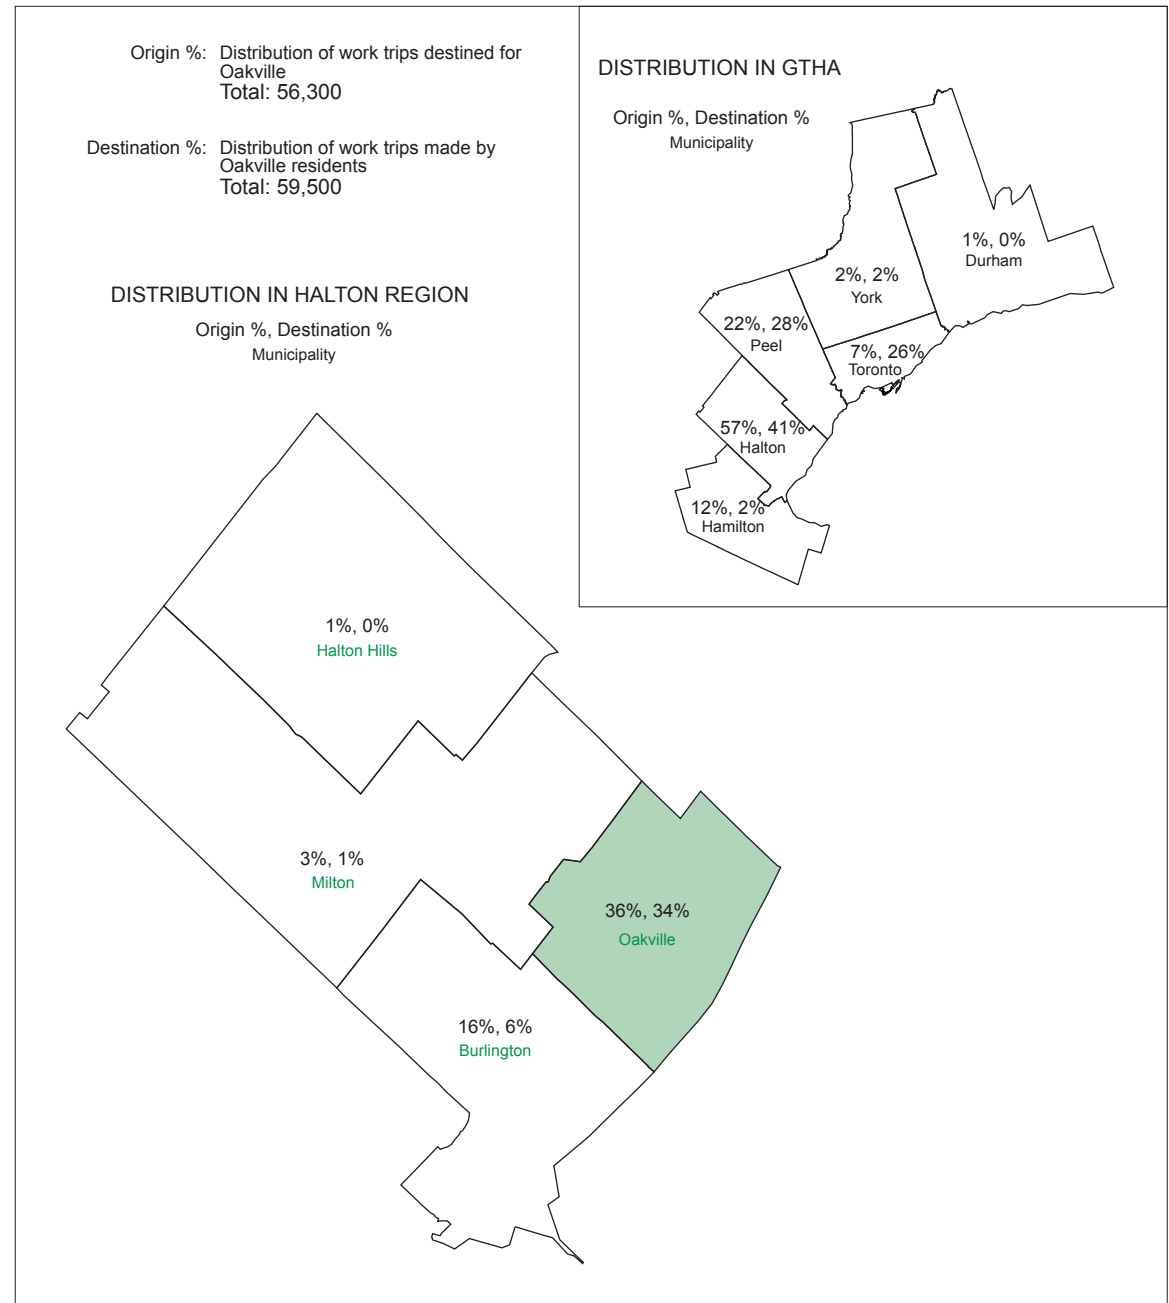 Origin %: Distribution of work trips destined for
Oakville
Total: 56,300
Destination %: Distribution of work trips made by
Oakville residents
Total: 59,500
DISTRIBUTION IN HALTON REGION
Origin %, Destination %
Municipality
1%, 0%
Halton Hills
3%, 1%
Milton
36%, 34%
Oakville
16%, 6%
Burlington
DISTRIBUTION IN GTHA
Origin %, Destination %
Municipality
1%, 0%
Durham
2%, 2%
York
22%, 28%
Peel
7%, 26%
Toronto
57%, 41%
Halton
12%, 2%
Hamilton